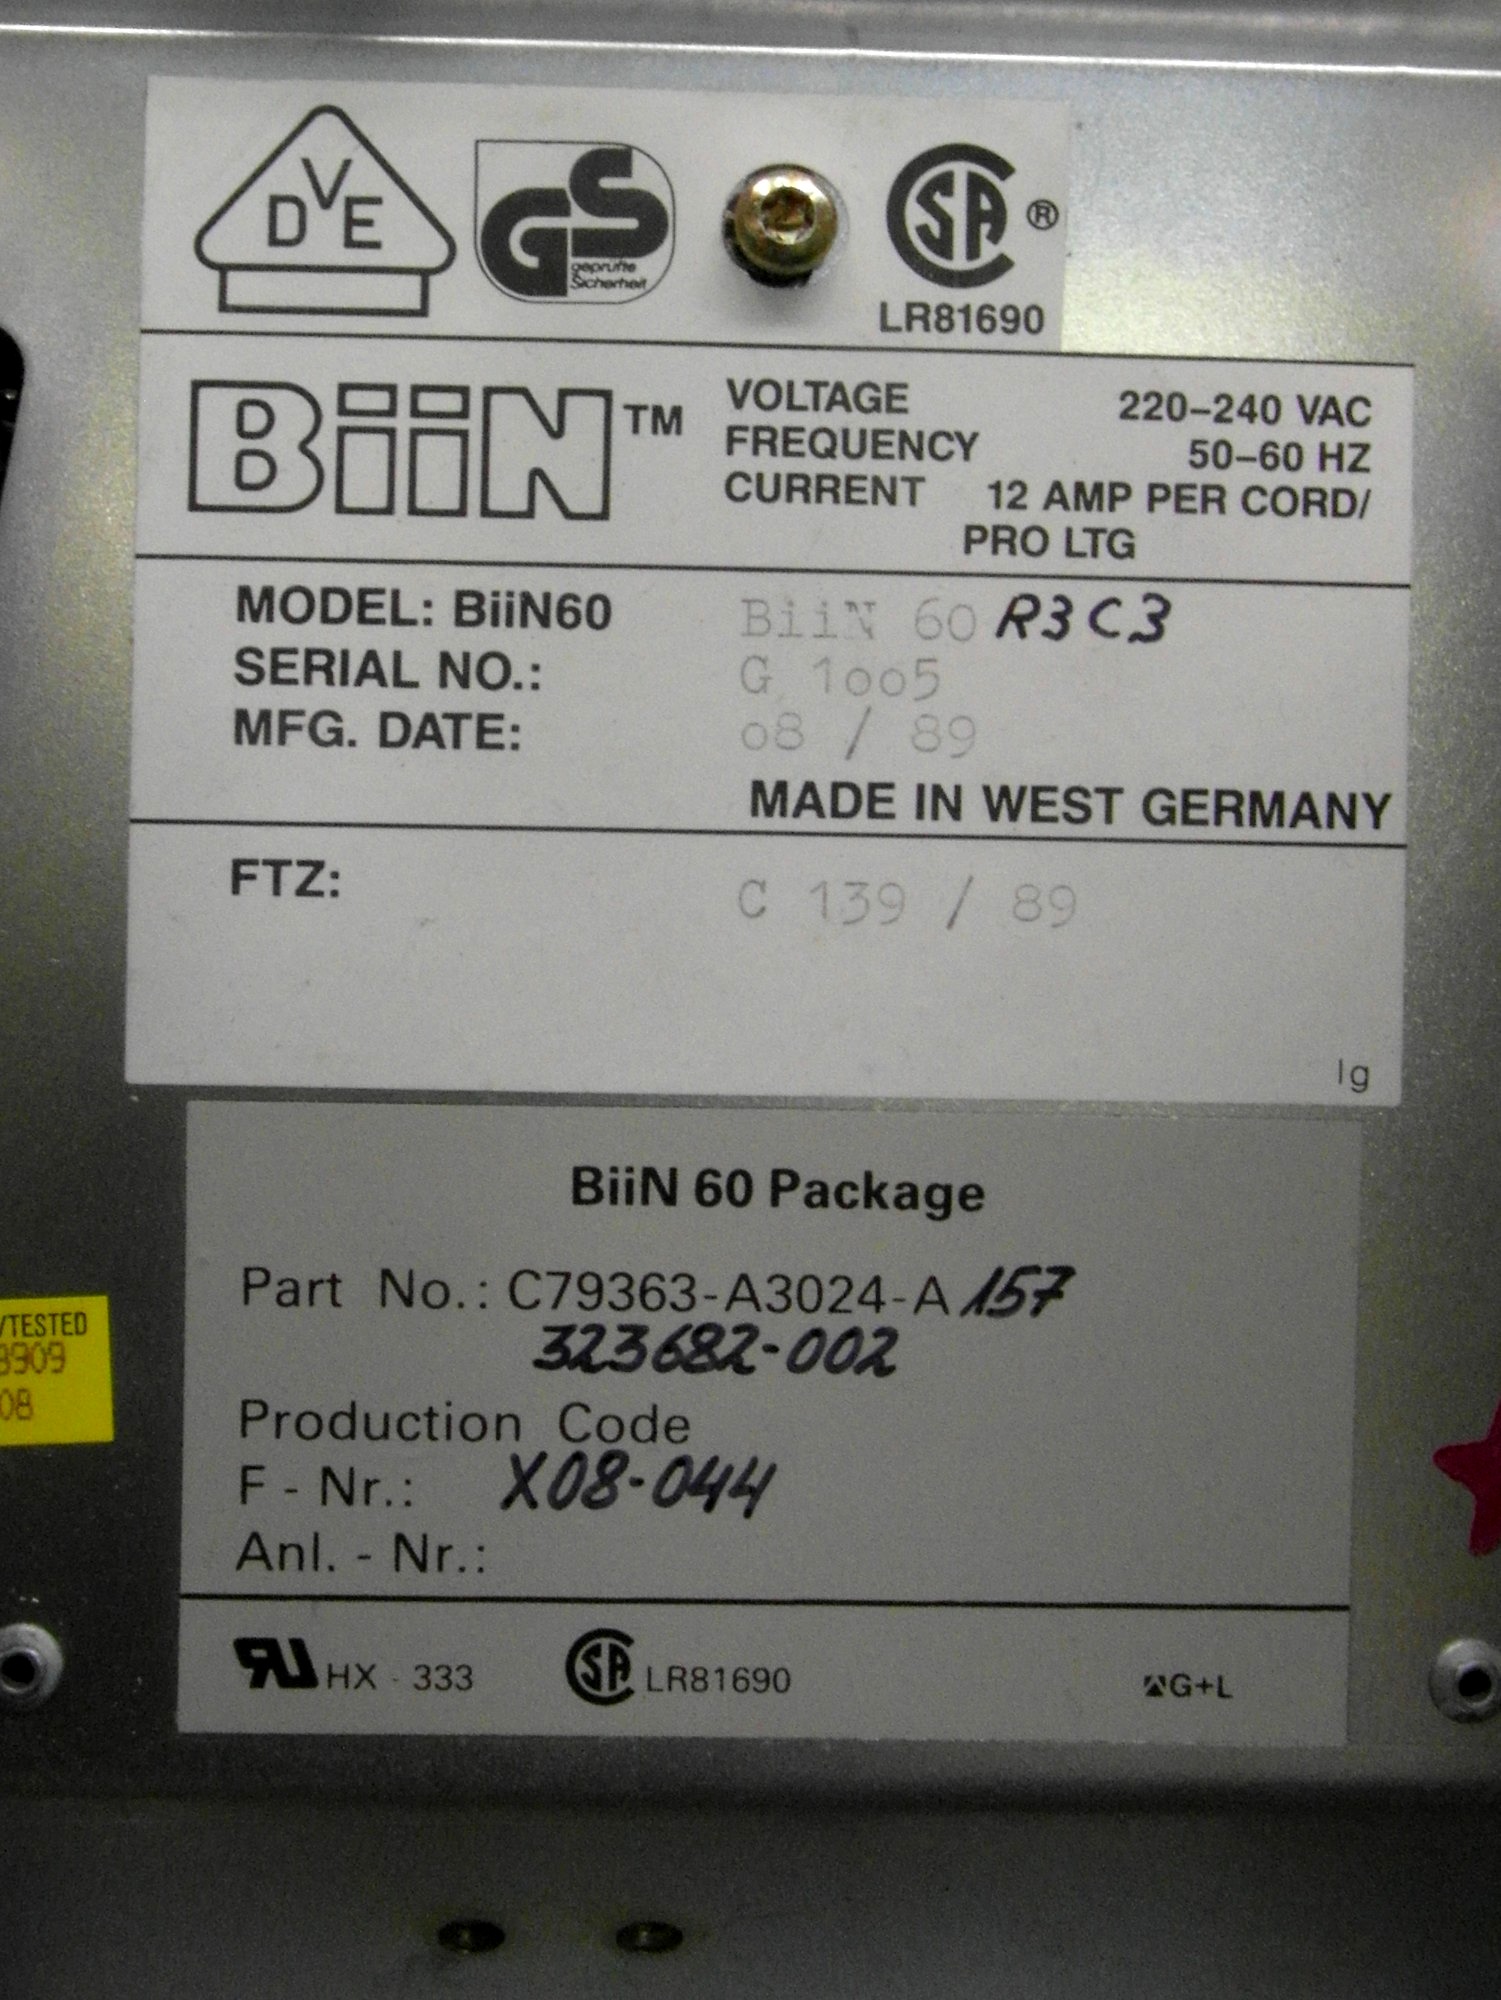 DVE
GS
geprüfte
Sicherheit
SA ®
LR81690
BiiN™
VOLTAGE 220–240 VAC
FREQUENCY 50–60 HZ
CURRENT 12 AMP PER CORD/
PRO LTG
MODEL: BiiN60 BiiN 60 R3C3
SERIAL NO.: G 1005
MFG. DATE: 08 / 89
MADE IN WEST GERMANY
FTZ: C 139 / 89
lg
BiiN 60 Package
Part No.: C79363-A3024-A157
323682-002
/TESTED
8909
08
Production Code
F - Nr.: X08-044
Anl. - Nr.:
RU HX - 333 SA LR81690 G+L